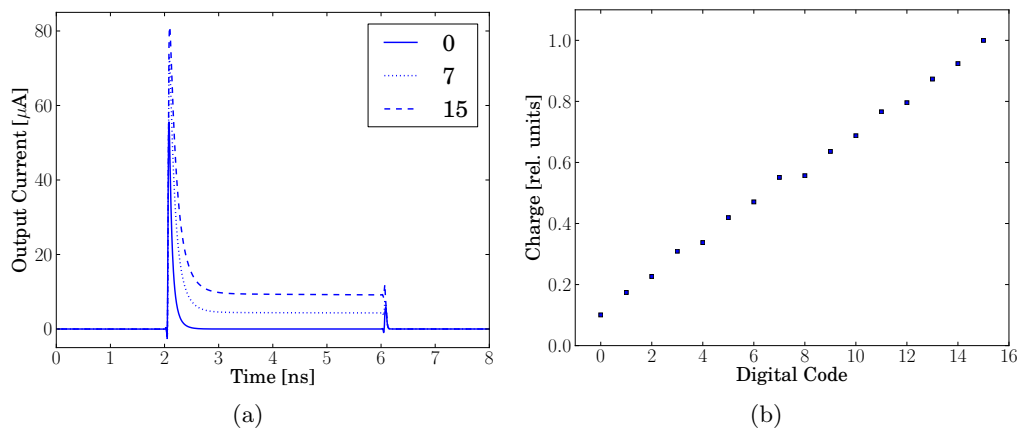 80
60
40
20
0
Output Current [μA]
0
7
15
0 1 2 3 4 5 6 7 8
Time [ns]
(a)
1.0
0.8
0.6
0.4
0.2
0.0
Charge [rel. units]
0 2 4 6 8 10 12 14 16
Digital Code
(b)